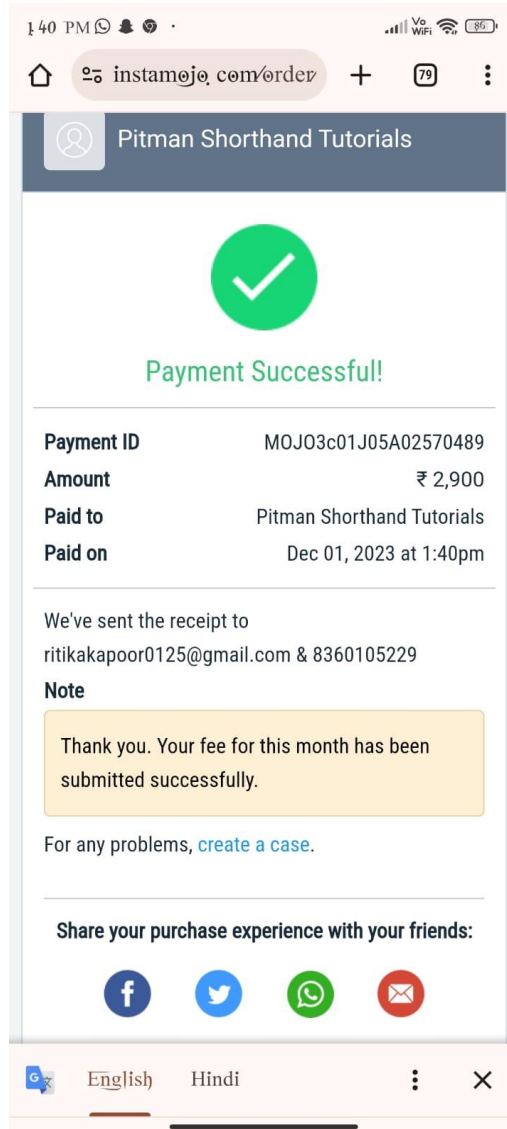 1:40 PM
Vo
WiFi
86
instamojo.com/order
79
Pitman Shorthand Tutorials
Payment Successful!
Payment ID MOJO3c01J05A02570489
Amount ₹ 2,900
Paid to Pitman Shorthand Tutorials
Paid on Dec 01, 2023 at 1:40pm
We've sent the receipt to
ritikakapoor0125@gmail.com & 8360105229
Note
Thank you. Your fee for this month has been
submitted successfully.
For any problems, create a case.
Share your purchase experience with your friends:
English Hindi